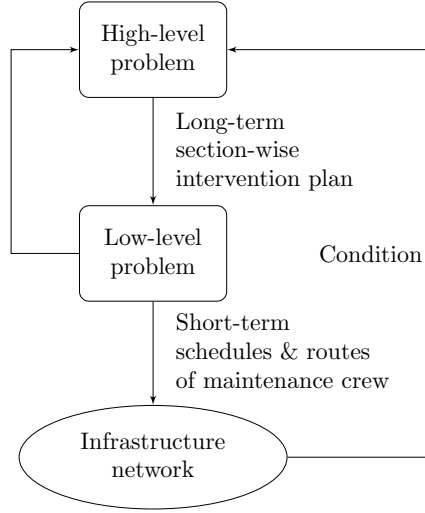 High-level
problem
Long-term
section-wise
intervention plan
Low-level
problem
Condition
Short-term
schedules & routes
of maintenance crew
Infrastructure
network